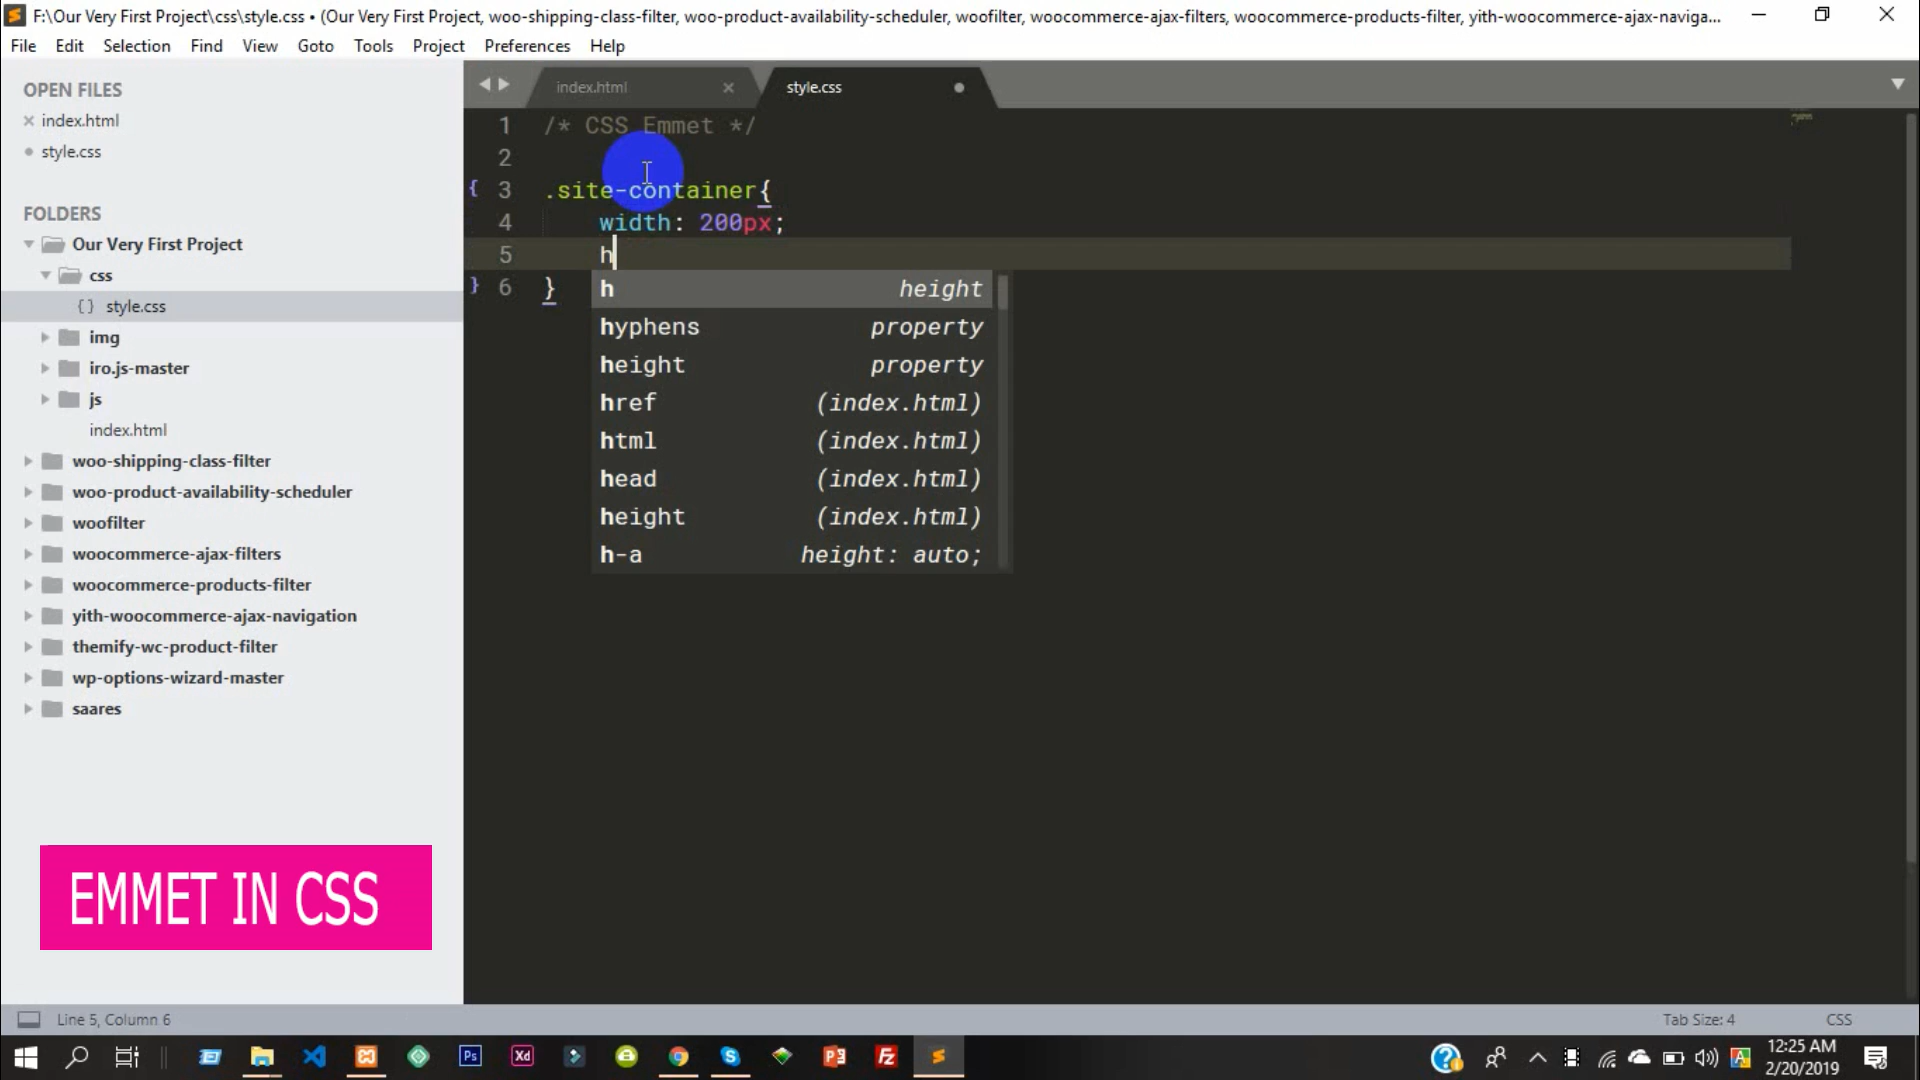 F:\Our Very First Project\css\style.css • (Our Very First Project, woo-shipping-class-filter, woo-product-availability-scheduler, woofilter, woocommerce-ajax-filters, woocommerce-products-filter, yith-woocommerce-ajax-naviga...
File Edit Selection Find View Goto Tools Project Preferences Help
OPEN FILES
index.html
style.css
FOLDERS
Our Very First Project
css
{} style.css
img
iro.js-master
js
index.html
woo-shipping-class-filter
woo-product-availability-scheduler
woofilter
woocommerce-ajax-filters
woocommerce-products-filter
yith-woocommerce-ajax-navigation
themify-wc-product-filter
wp-options-wizard-master
saares
index.html × style.css
1 /* CSS Emmet */
2
{ 3 .site-container{
4 width: 200px;
5 h
} 6 }
h height
hyphens property
height property
href (index.html)
html (index.html)
head (index.html)
height (index.html)
h-a height: auto;
EMMET IN CSS
Line 5, Column 6 Tab Size: 4 CSS
Ps Xd P Fz A
12:25 AM
2/20/2019